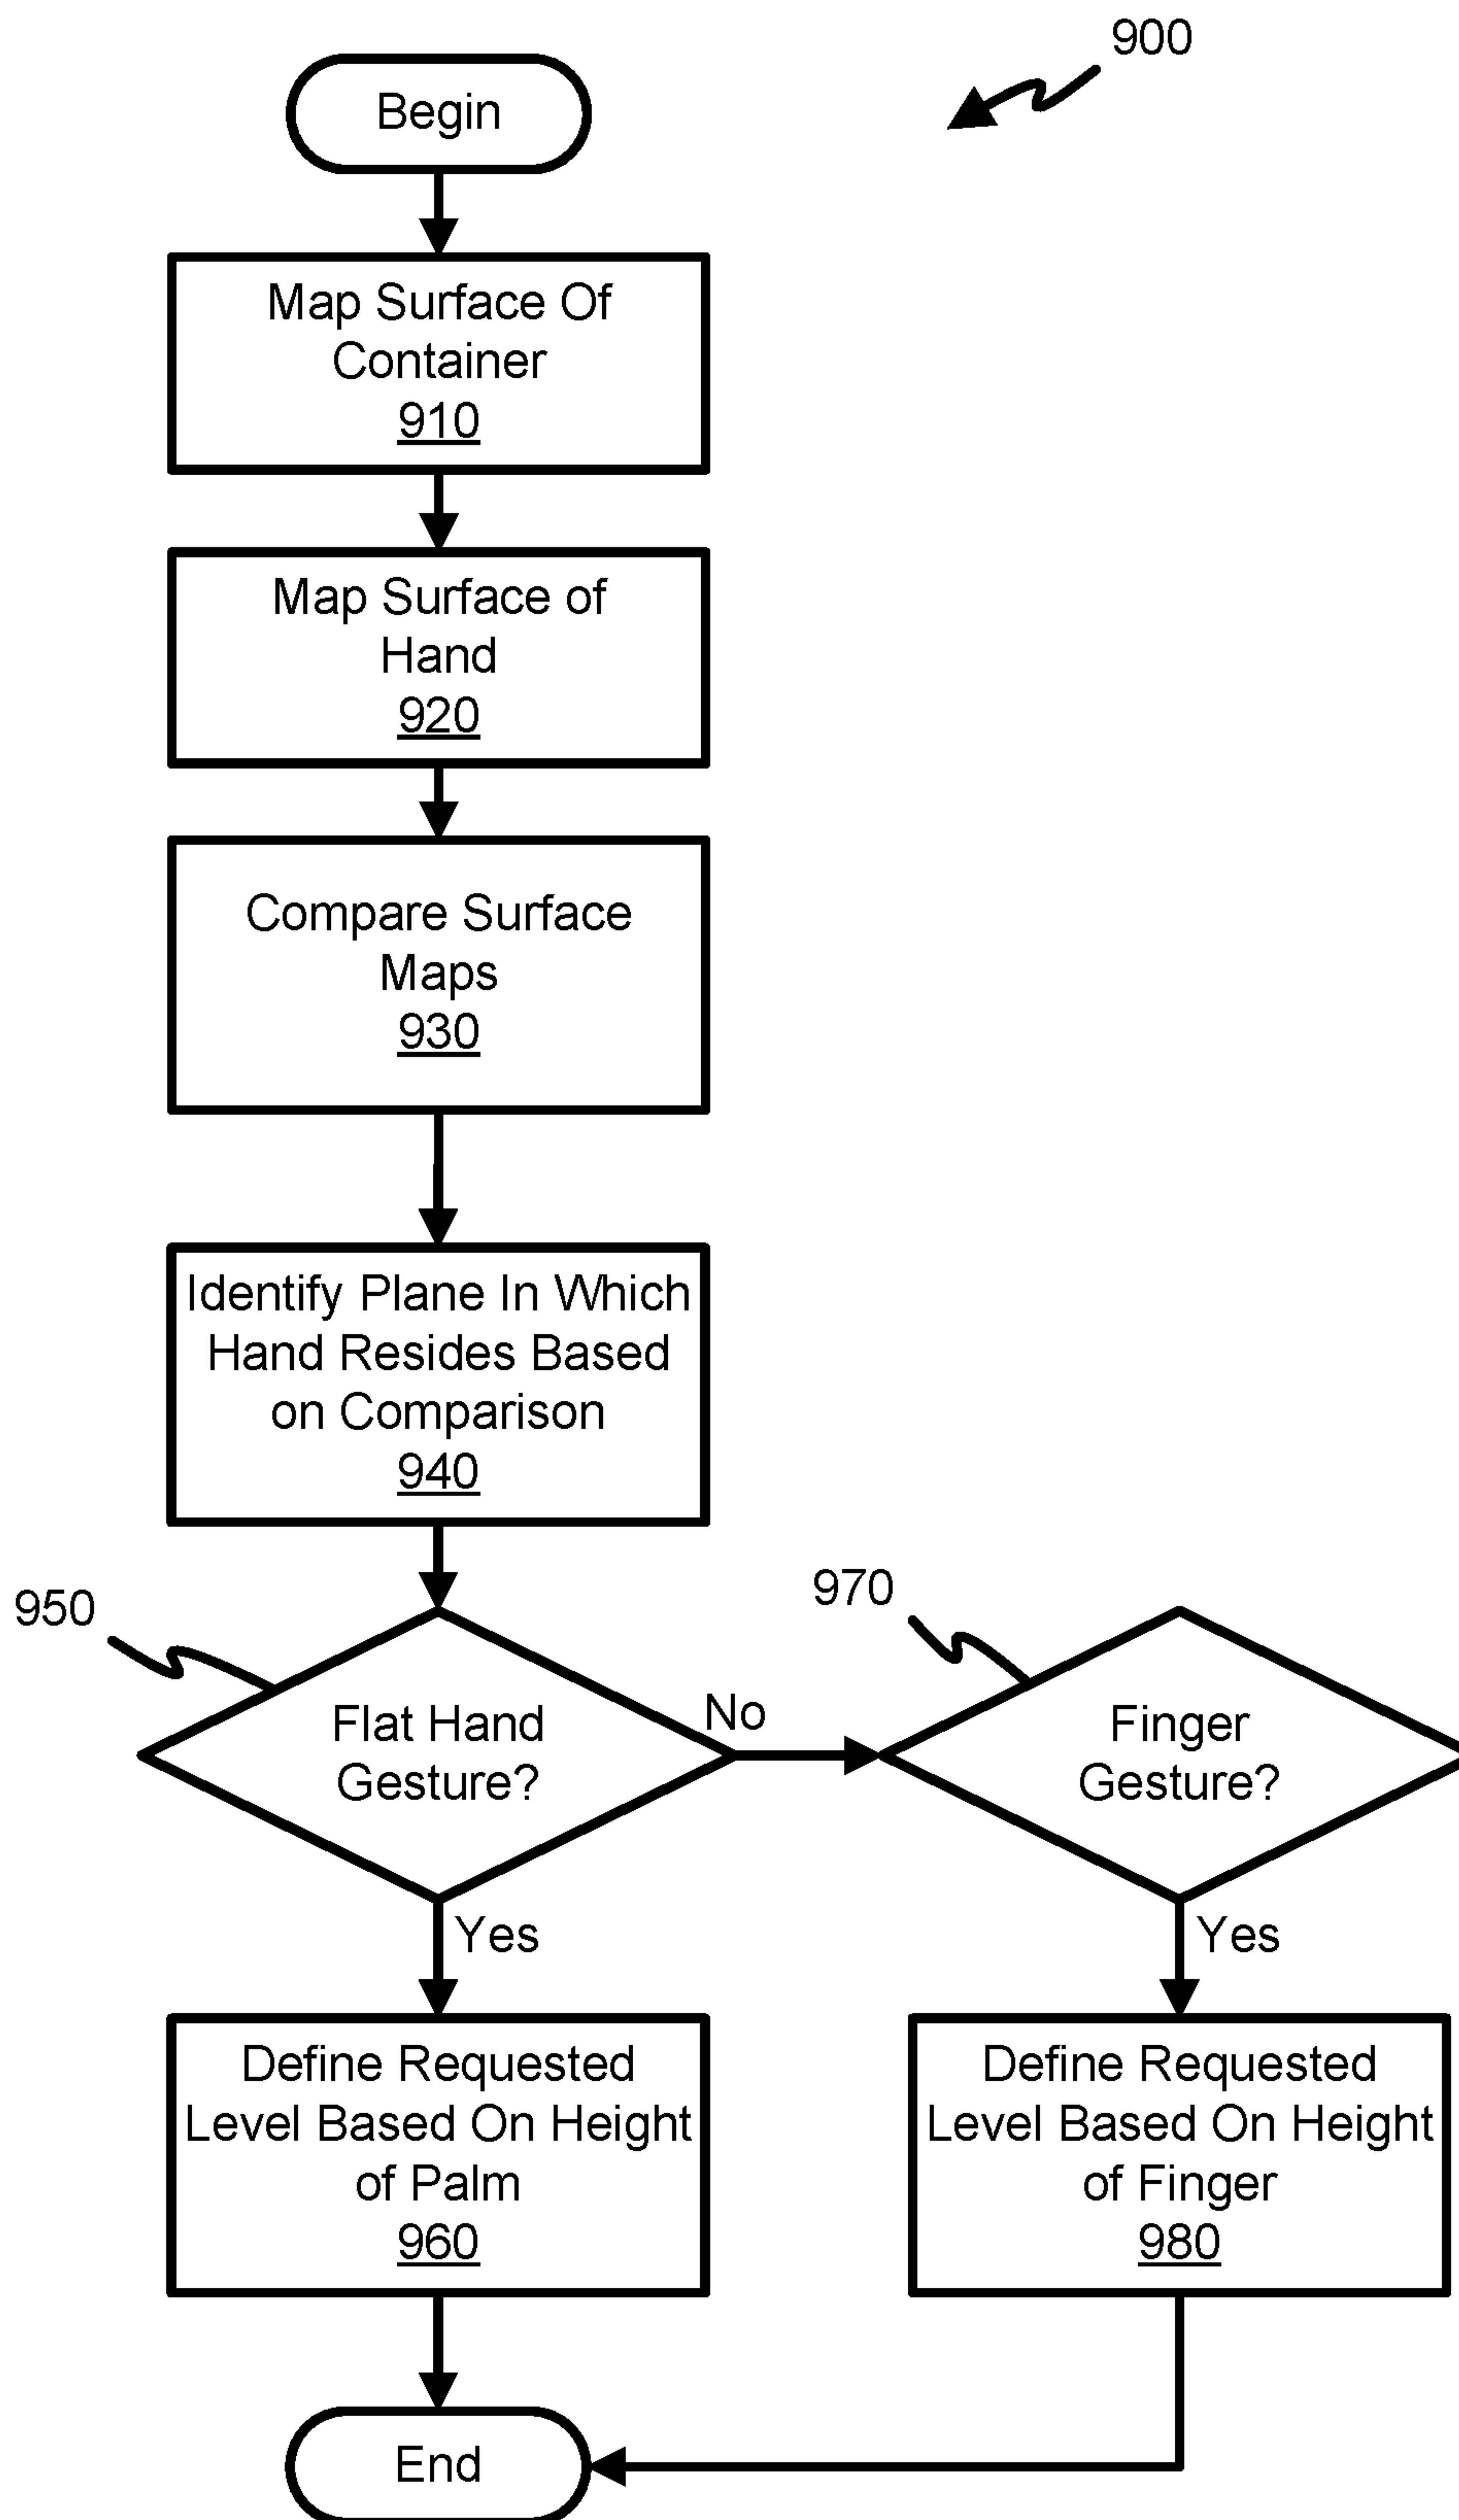 900
Begin
Map Surface Of
Container
910
Map Surface of
Hand
920
Compare Surface
Maps
930
Identify Plane In Which
Hand Resides Based
on Comparison
940
950
Flat Hand
Gesture?
No
970
Finger
Gesture?
Yes
Yes
Define Requested
Level Based On Height
of Palm
960
Define Requested
Level Based On Height
of Finger
980
End